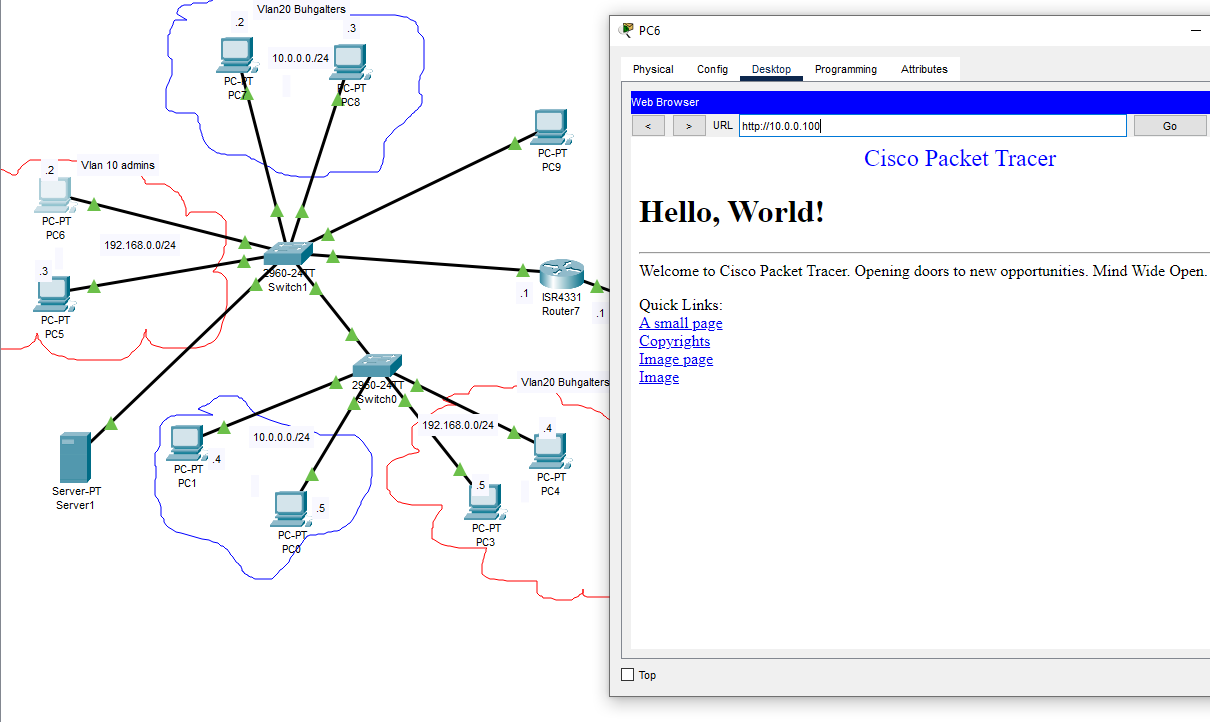 Vlan20 Buhgalters
.2
.3
10.0.0.0./24
PC-PT
PC7
PC-PT
PC8
PC-PT
PC9
Vlan 10 admins
.2
PC-PT
PC6
192.168.0.0/24
.3
PC-PT
PC5
2960-24TT
Switch1
.1
ISR4331
Router7
.1
2960-24TT
Switch0
Vlan20 Buhgalters
192.168.0.0/24
.4
PC-PT
PC4
.5
PC-PT
PC3
10.0.0.0./24
.4
PC-PT
PC1
.5
PC-PT
PC0
Server-PT
Server1
PC6
Physical Config Desktop Programming Attributes
Web Browser
< > URL http://10.0.0.100 Go
Cisco Packet Tracer
Hello, World!
Welcome to Cisco Packet Tracer. Opening doors to new opportunities. Mind Wide Open.
Quick Links:
A small page
Copyrights
Image page
Image
Top